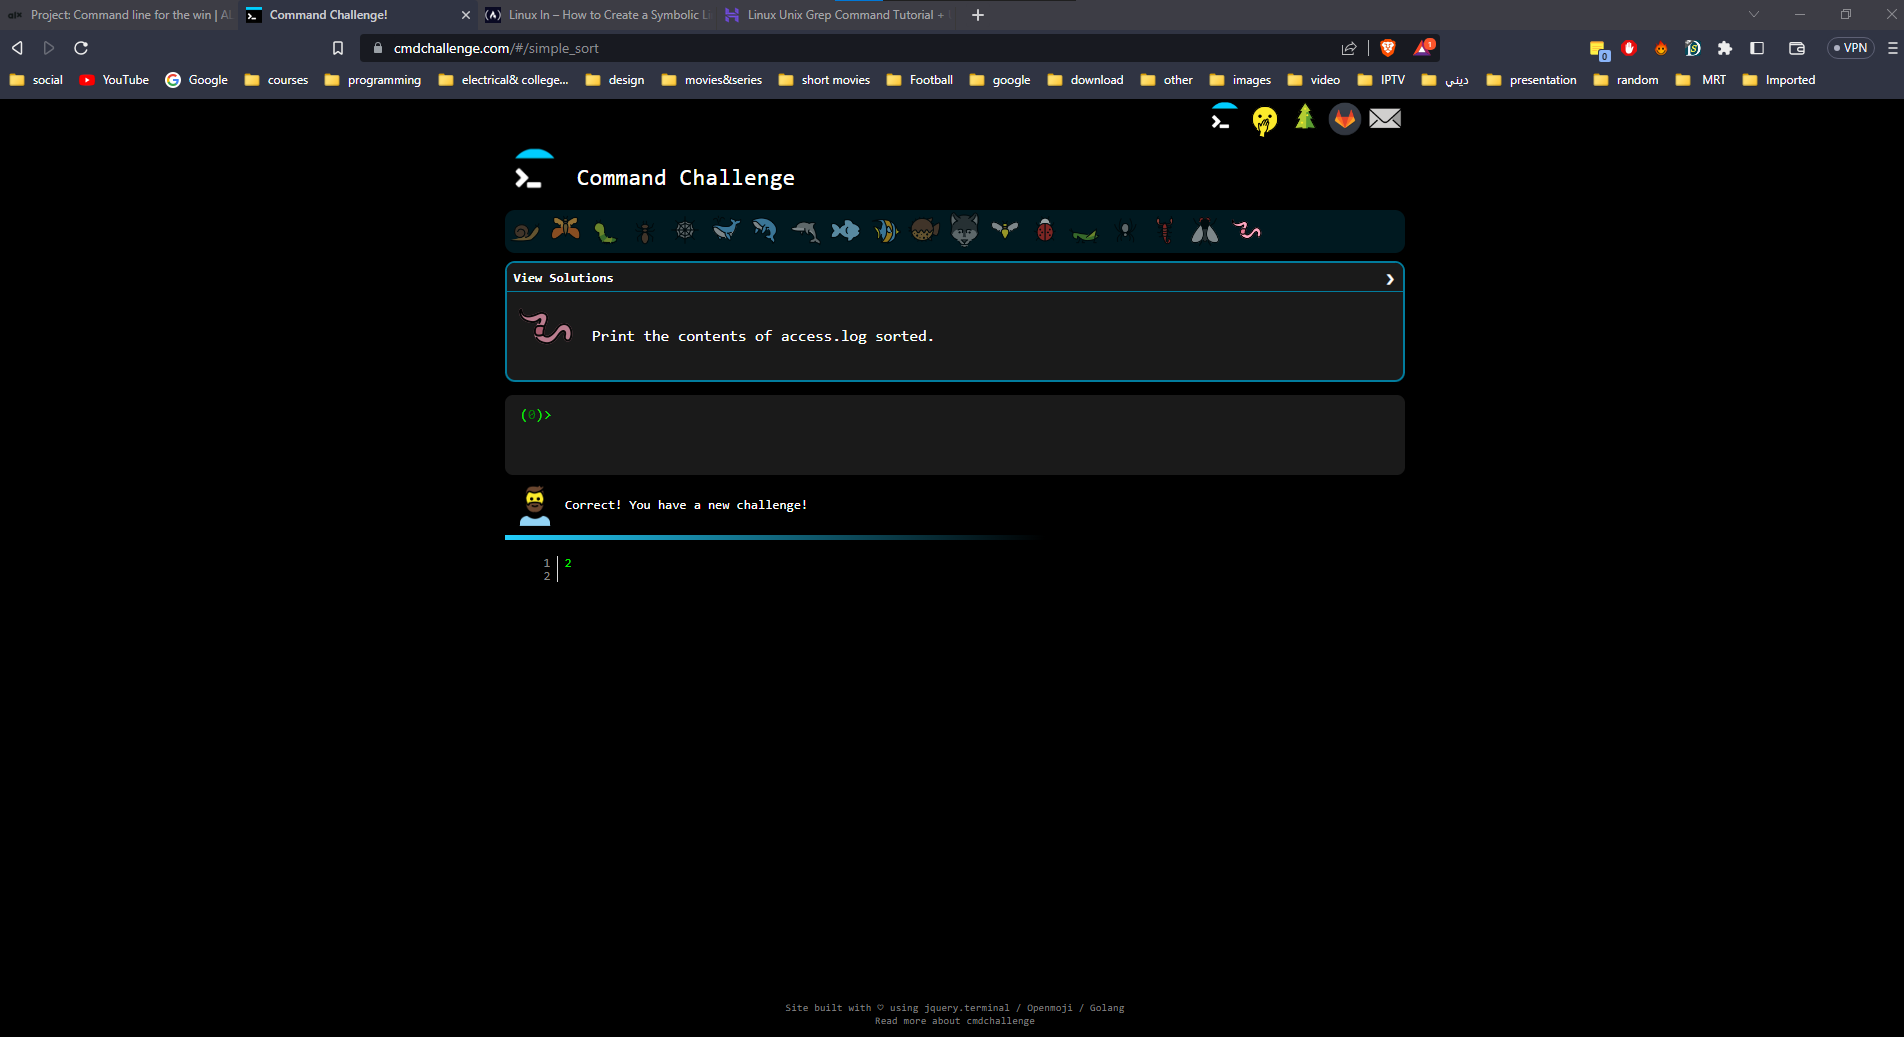 Project: Command line for the win | AL
Command Challenge!
Linux ln – How to Create a Symbolic Li
Linux Unix Grep Command Tutorial +
cmdchallenge.com/#/simple_sort
1
0
VPN
social YouTube Google courses programming electrical& college... design movies&series short movies Football google download other images video IPTV ديني presentation random MRT Imported
Command Challenge
View Solutions
Print the contents of access.log sorted.
(0)>
Correct! You have a new challenge!
1 2
2
Site built with ♡ using jquery.terminal / Openmoji / Golang
Read more about cmdchallenge